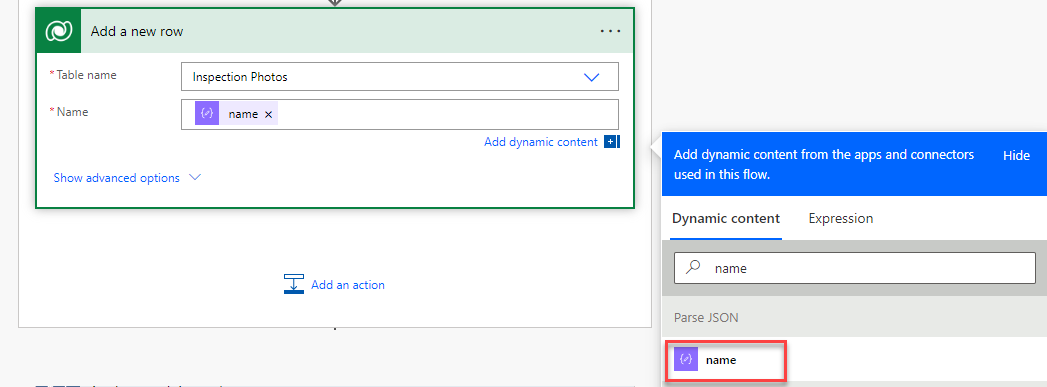 Add a new row
* Table name
Inspection Photos
* Name
name ×
Add dynamic content
Show advanced options
Add an action
Add dynamic content from the apps and connectors
used in this flow.
Hide
Dynamic content
Expression
name
Parse JSON
name